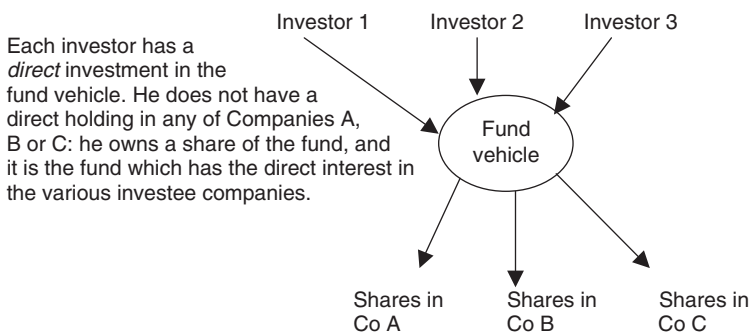 Investor 1
Investor 2
Investor 3
Each investor has a
direct investment in the
fund vehicle. He does not have a
direct holding in any of Companies A,
B or C: he owns a share of the fund, and
it is the fund which has the direct interest in
the various investee companies.
Fund
vehicle
Shares in
Co A
Shares in
Co B
Shares in
Co C